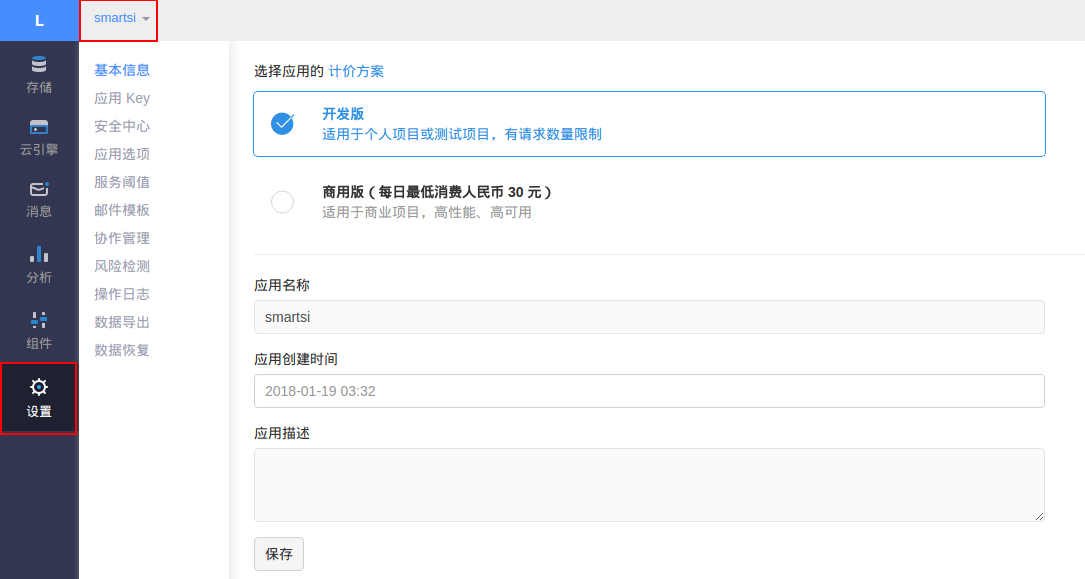 L
smartsi
存储
云引擎
消息
分析
组件
设置
基本信息
应用 Key
安全中心
应用选项
服务阈值
邮件模板
协作管理
风险检测
操作日志
数据导出
数据恢复
选择应用的 计价方案
开发版
适用于个人项目或测试项目，有请求数量限制
商用版（每日最低消费人民币 30 元）
适用于商业项目，高性能、高可用
应用名称
smartsi
应用创建时间
2018-01-19 03:32
应用描述
保存